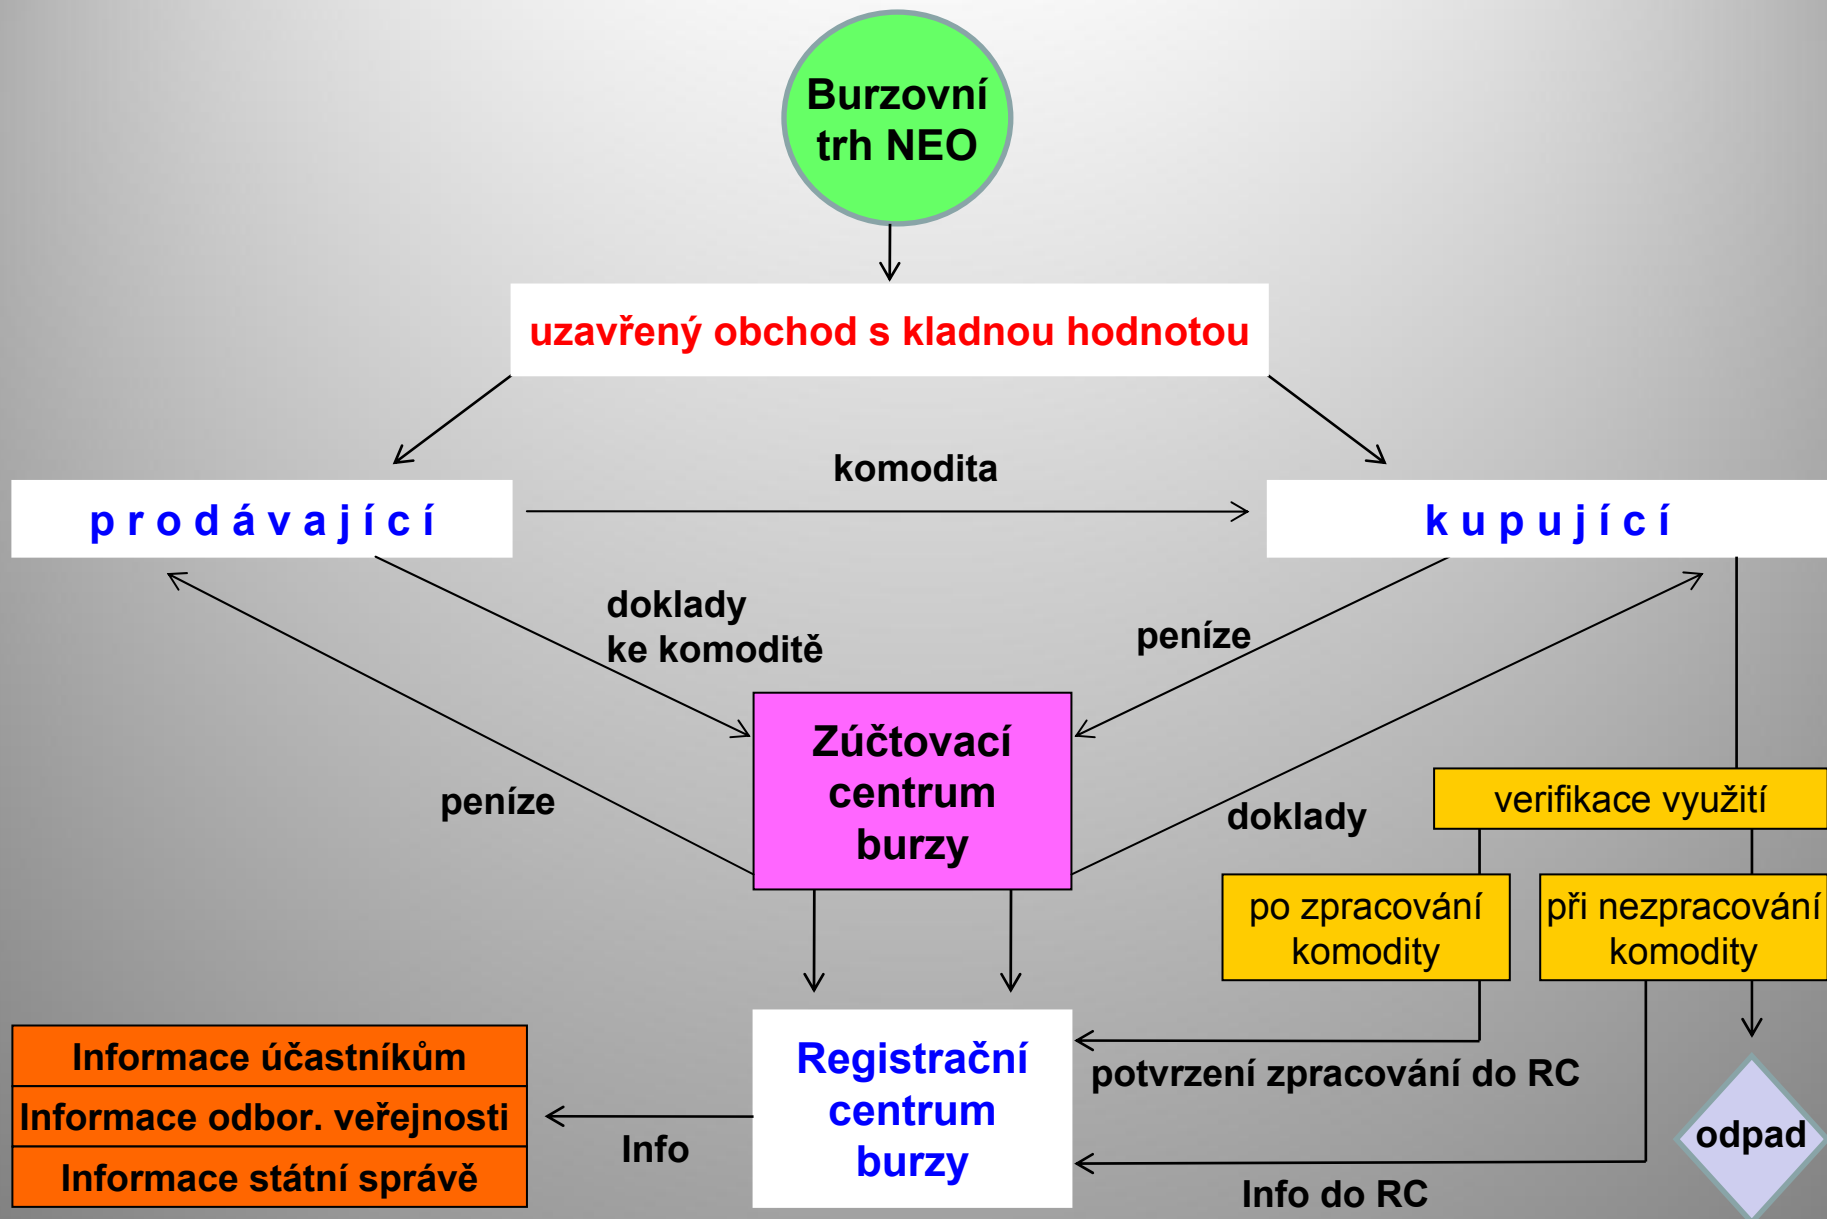 Burzovní
trh NEO
uzavřený obchod s kladnou hodnotou
komodita
p r o d á v a j í c í
k u p u j í c í
doklady
ke komoditě
peníze
Zúčtovací
centrum
burzy
peníze
doklady
verifikace využití
po zpracování
komodity
při nezpracování
komodity
Informace účastníkům
Informace odbor. veřejnosti
Informace státní správě
Info
Registrační
centrum
burzy
potvrzení zpracování do RC
odpad
Info do RC